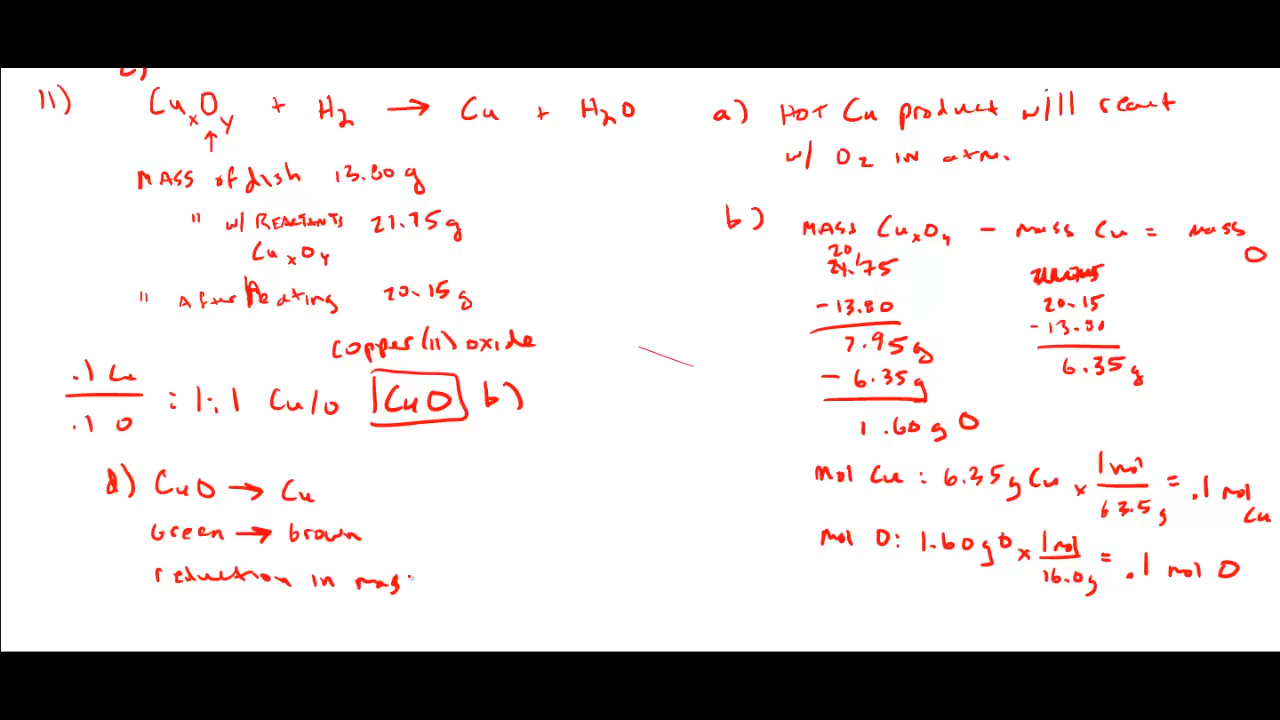 11) CuxOy + H2 → Cu + H2O
Mass of dish 13.80 g
" w/ Reactants 21.75 g
CuxOy
" After Heating 20.15 g
copper (11) oxide
.1 Cu
.1 O
= 1:1 Cu/O CuO b)
d) CuO → Cu
Green → brown
reduction in mas
a) Hot Cu product will react
w/ O2 in atm.
b) Mass CuxOy - mass Cu = mass
O
20
21.75
- 13.80
7.95 g
- 6.35 g
1.60 g O
20.15
- 13.80
6.35 g
mol Cu : 6.35 g Cu x 1 mol / 63.5 g = .1 mol
Cu
mol O: 1.60 g O x 1 mol / 16.0 g = .1 mol O